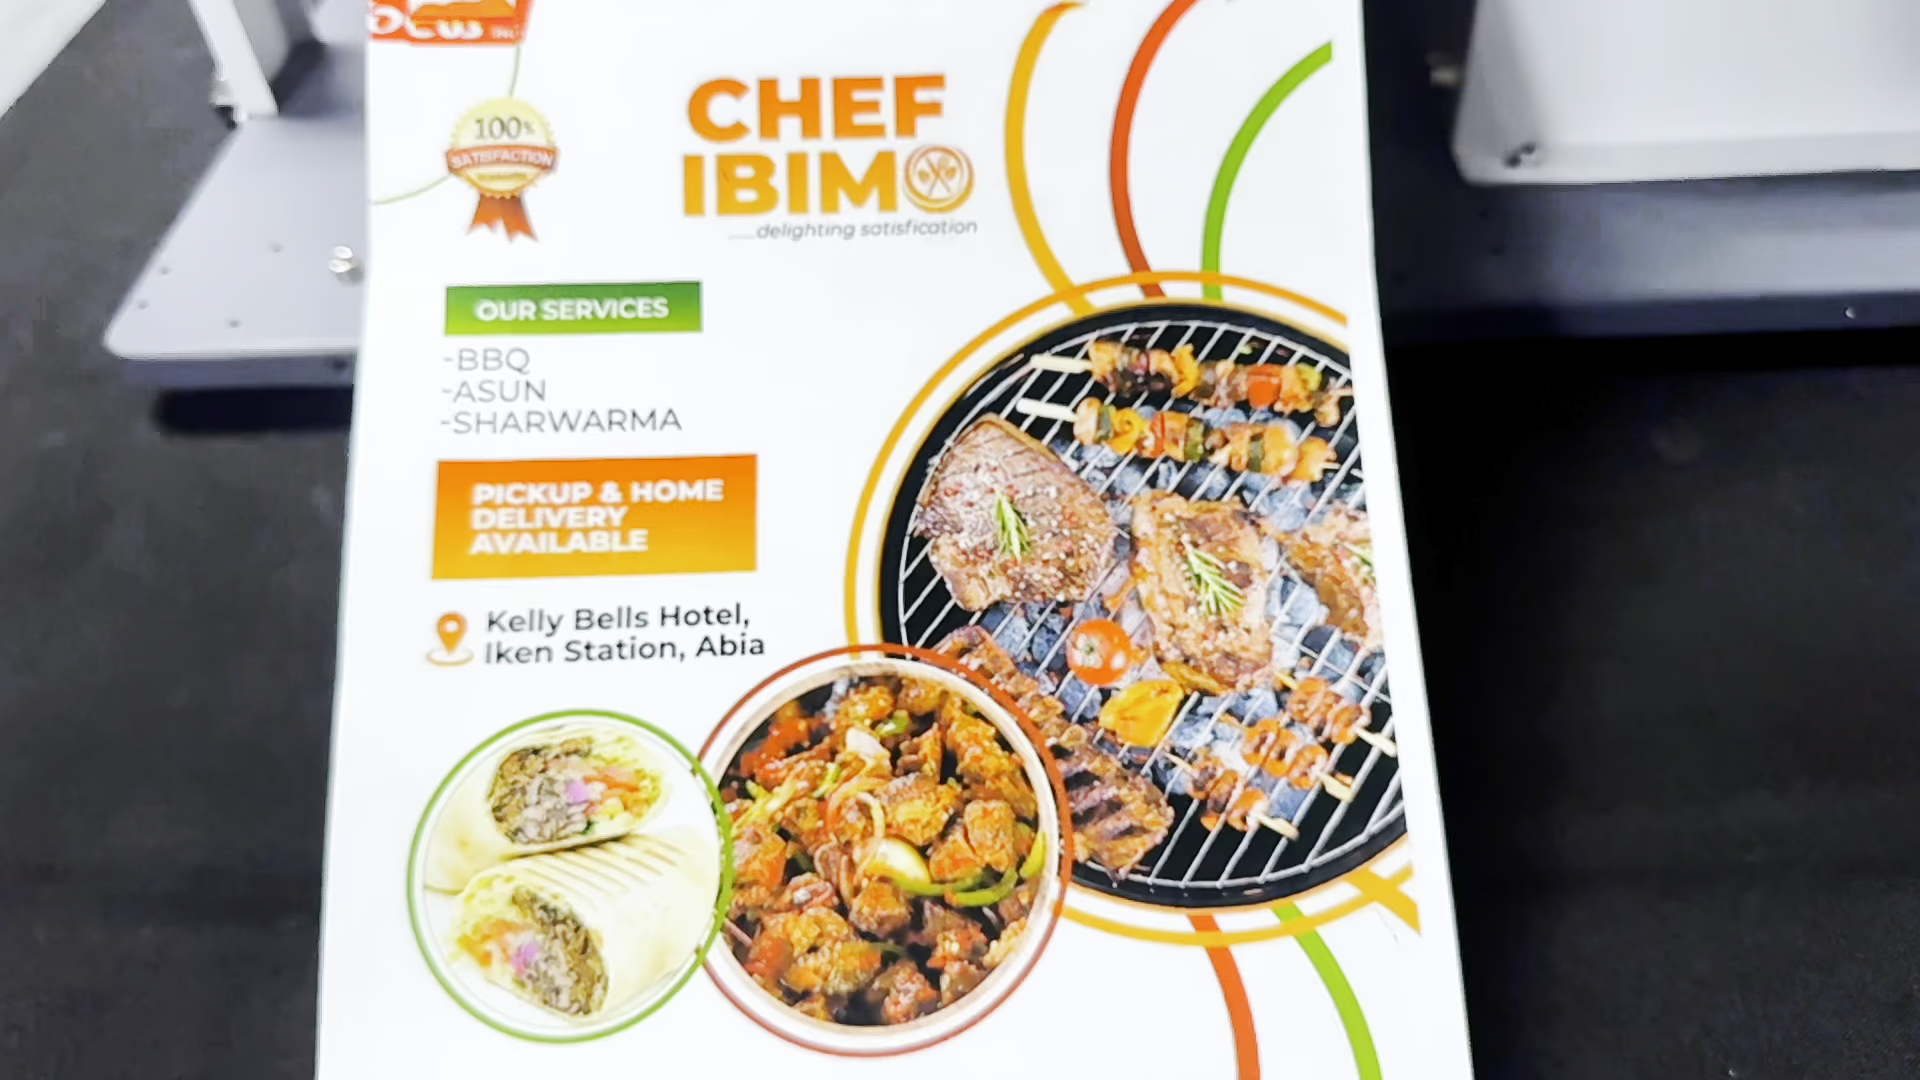 100%
SATISFACTION
CHEF
IBIMO
.....delighting satisfication
OUR SERVICES
-BBQ
-ASUN
-SHARWARMA
PICKUP & HOME
DELIVERY
AVAILABLE
Kelly Bells Hotel,
Iken Station, Abia